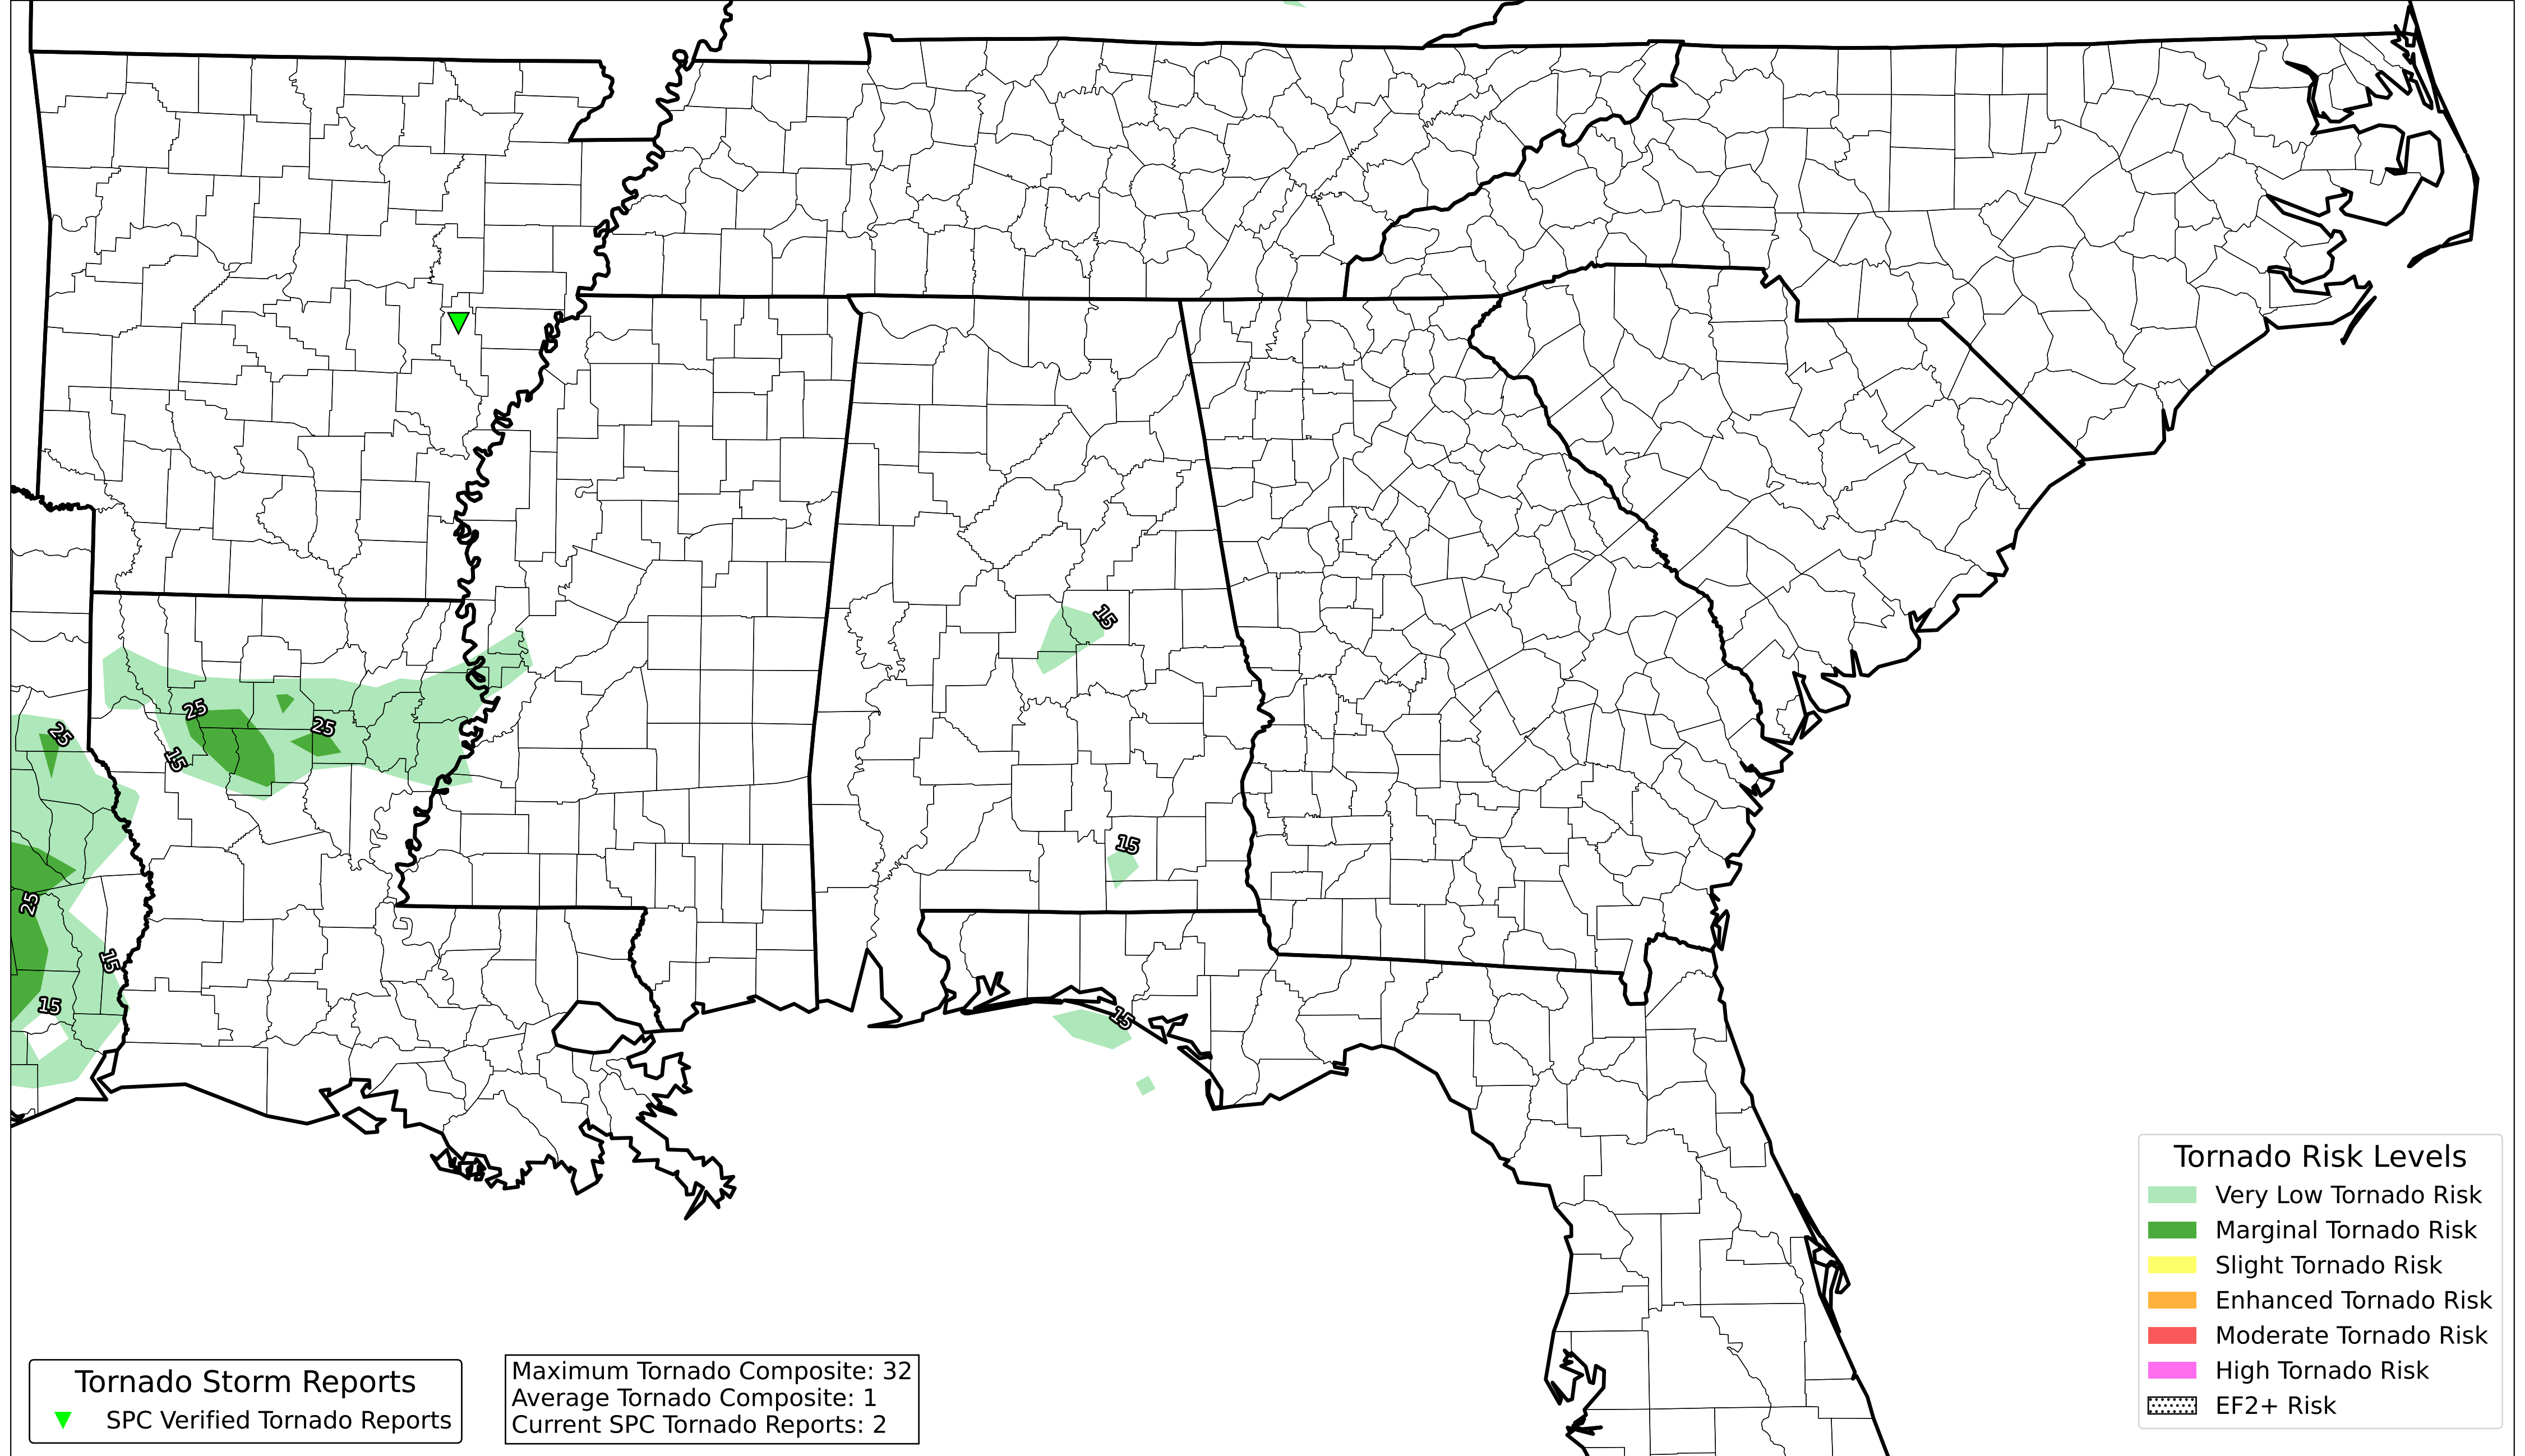 15
25
25
25
15
15
25
15
15
15
Tornado Risk Levels
Very Low Tornado Risk
Marginal Tornado Risk
Slight Tornado Risk
Enhanced Tornado Risk
Moderate Tornado Risk
High Tornado Risk
EF2+ Risk
Tornado Storm Reports
SPC Verified Tornado Reports
Maximum Tornado Composite: 32
Average Tornado Composite: 1
Current SPC Tornado Reports: 2